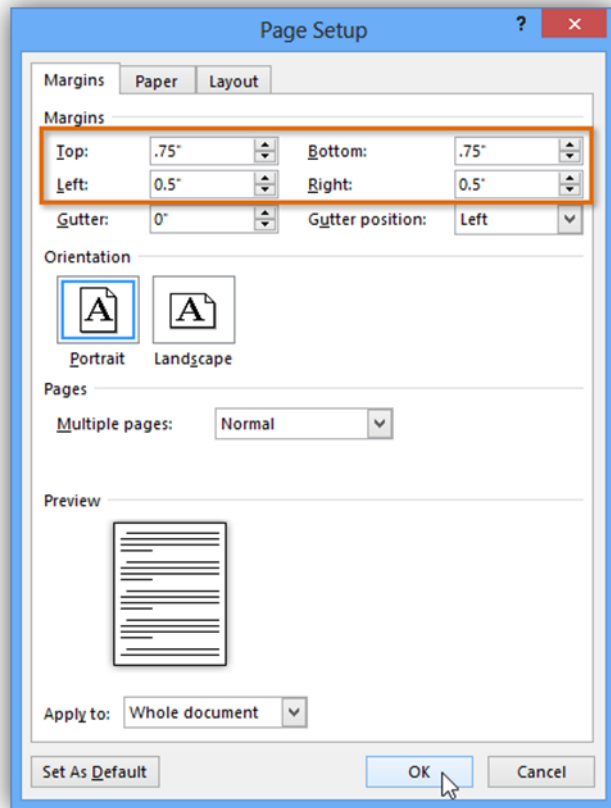 Page Setup ?
Margins Paper Layout
Margins
Top: .75" Bottom: .75"
Left: 0.5" Right: 0.5"
Gutter: 0" Gutter position: Left
Orientation
A A
Portrait Landscape
Pages
Multiple pages: Normal
Preview
Apply to: Whole document
Set As Default OK Cancel